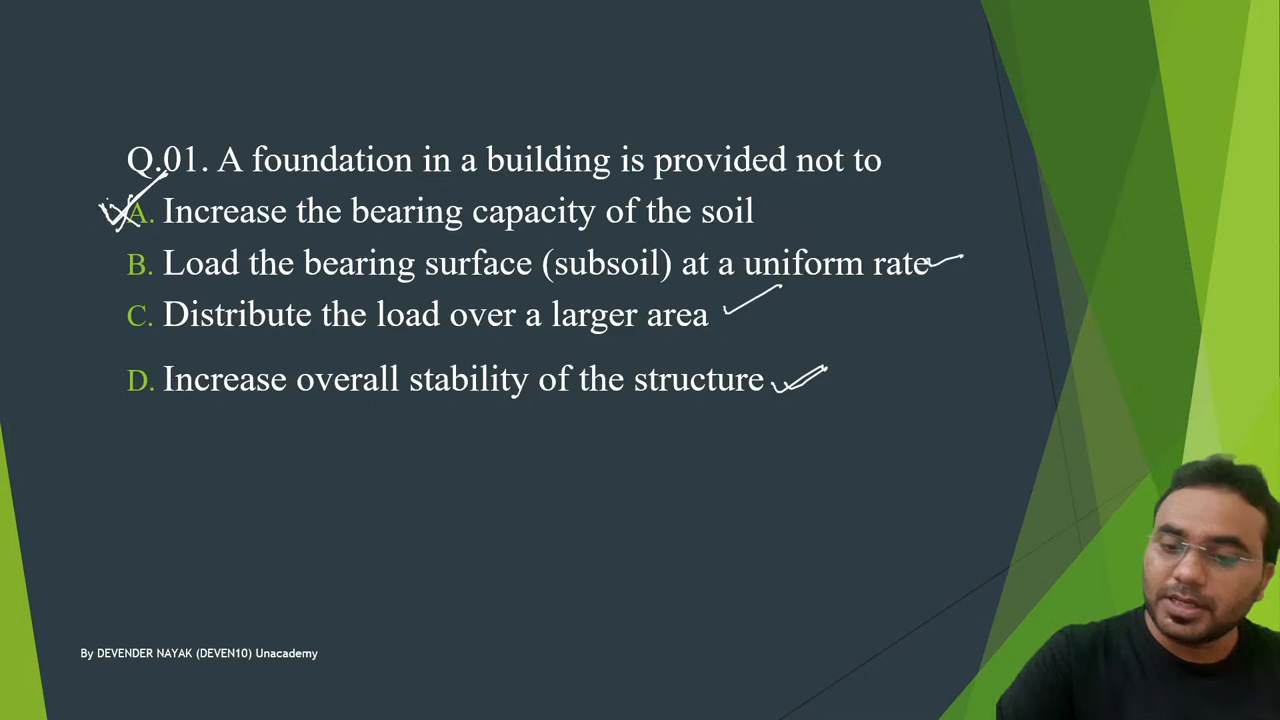 Q.01. A foundation in a building is provided not to
A. Increase the bearing capacity of the soil
B. Load the bearing surface (subsoil) at a uniform rate
C. Distribute the load over a larger area
D. Increase overall stability of the structure
By DEVENDER NAYAK (DEVEN10) Unacademy